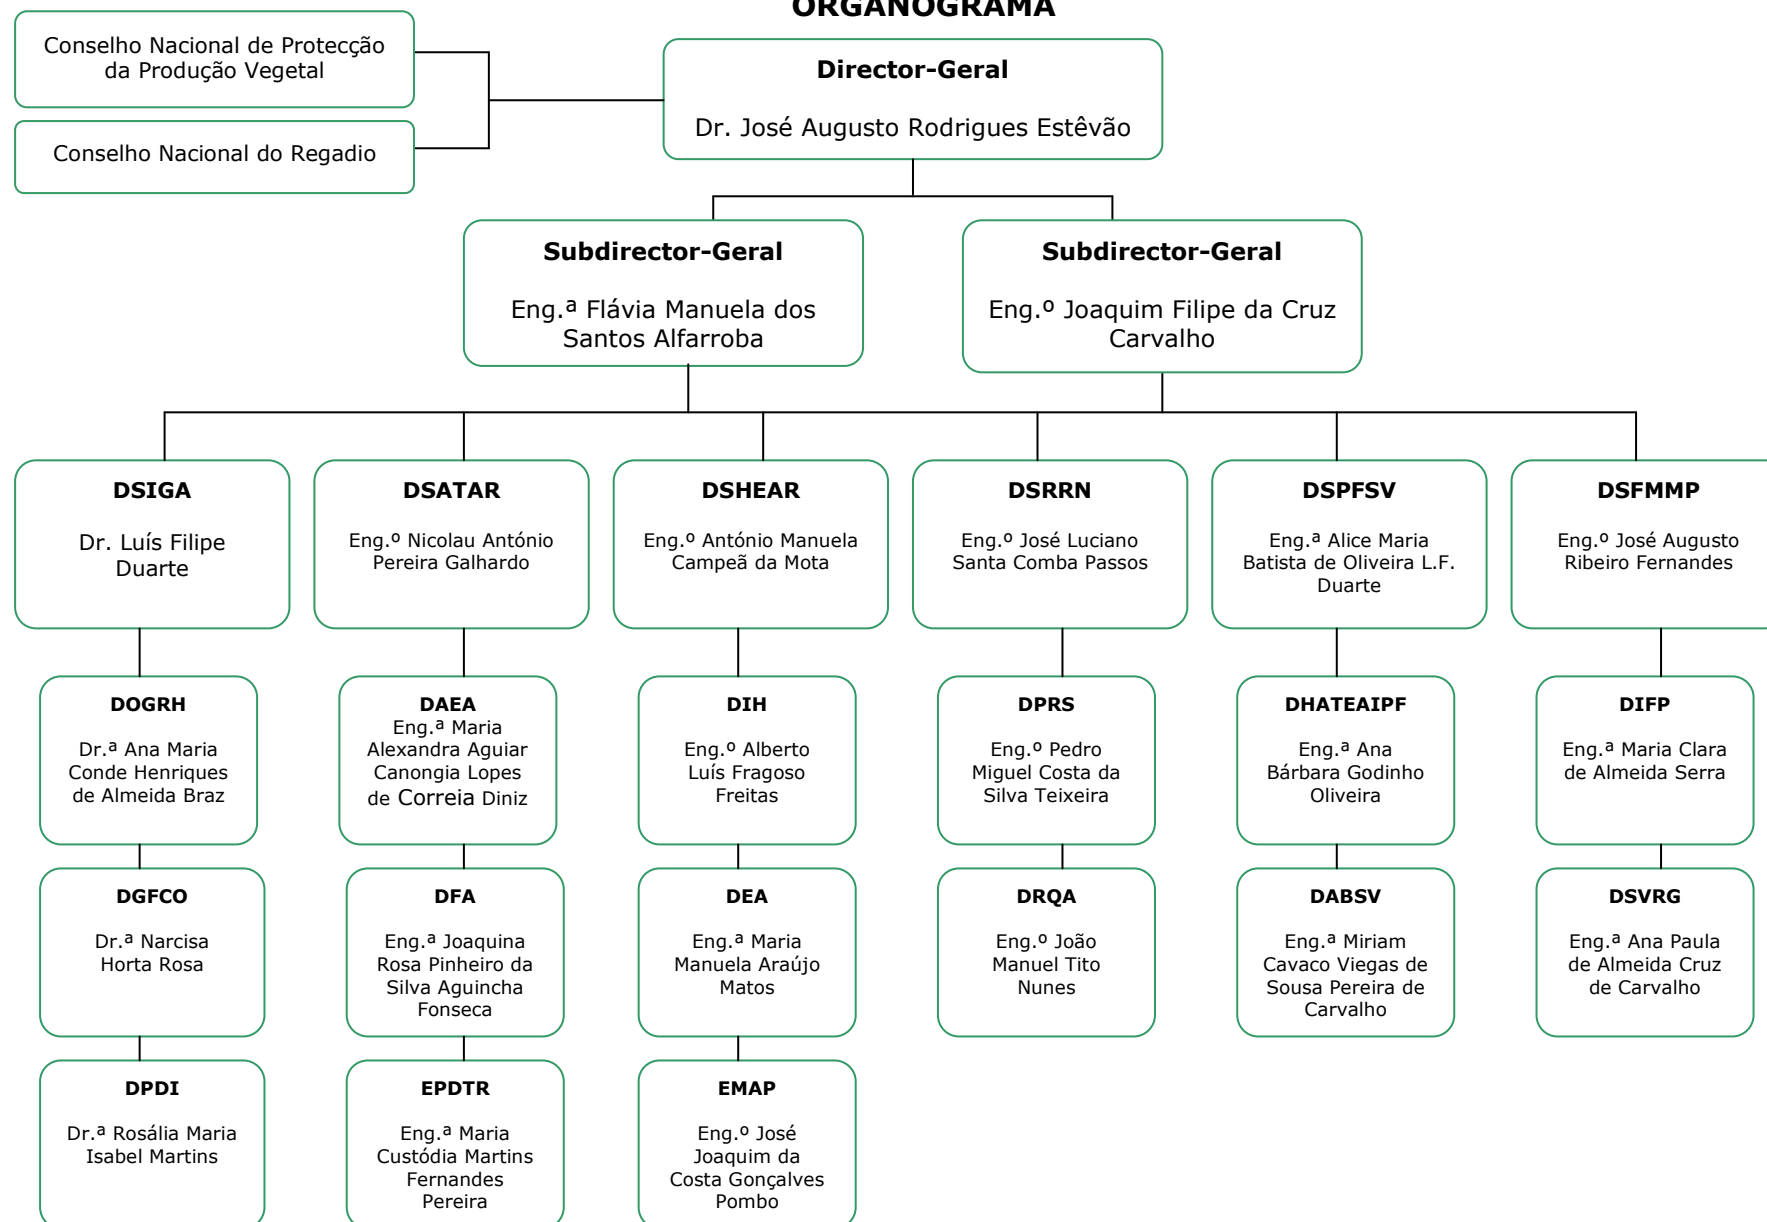 ORGANOGRAMA
Conselho Nacional de Protecção
da Produção Vegetal
Conselho Nacional do Regadio
Director-Geral
Dr. José Augusto Rodrigues Estêvão
Subdirector-Geral
Eng.ª Flávia Manuela dos
Santos Alfarroba
Subdirector-Geral
Eng.º Joaquim Filipe da Cruz
Carvalho
DSIGA
Dr. Luís Filipe
Duarte
DSATAR
Eng.º Nicolau António
Pereira Galhardo
DSHEAR
Eng.º António Manuela
Campeã da Mota
DSRRN
Eng.º José Luciano
Santa Comba Passos
DSPFSV
Eng.ª Alice Maria
Batista de Oliveira L.F.
Duarte
DSFMMP
Eng.º José Augusto
Ribeiro Fernandes
DOGRH
Dr.ª Ana Maria
Conde Henriques
de Almeida Braz
DAEA
Eng.ª Maria
Alexandra Aguiar
Canongia Lopes
de Correia Diniz
DIH
Eng.º Alberto
Luís Fragoso
Freitas
DPRS
Eng.º Pedro
Miguel Costa da
Silva Teixeira
DHATEAIPF
Eng.ª Ana
Bárbara Godinho
Oliveira
DIFP
Eng.ª Maria Clara
de Almeida Serra
DGFCO
Dr.ª Narcisa
Horta Rosa
DFA
Eng.ª Joaquina
Rosa Pinheiro da
Silva Aguincha
Fonseca
DEA
Eng.ª Maria
Manuela Araújo
Matos
DRQA
Eng.º João
Manuel Tito
Nunes
DABSV
Eng.ª Miriam
Cavaco Viegas de
Sousa Pereira de
Carvalho
DSVRG
Eng.ª Ana Paula
de Almeida Cruz
de Carvalho
DPDI
Dr.ª Rosália Maria
Isabel Martins
EPDTR
Eng.ª Maria
Custódia Martins
Fernandes
Pereira
EMAP
Eng.º José
Joaquim da
Costa Gonçalves
Pombo